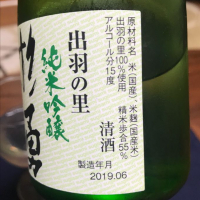 原材料名 米(国産)、米麹(国産米)
出羽の里100%使用 精米歩合55%
アルコール分15度
出羽の里
純米吟醸
杉勇
清酒
製造年月
2019.06